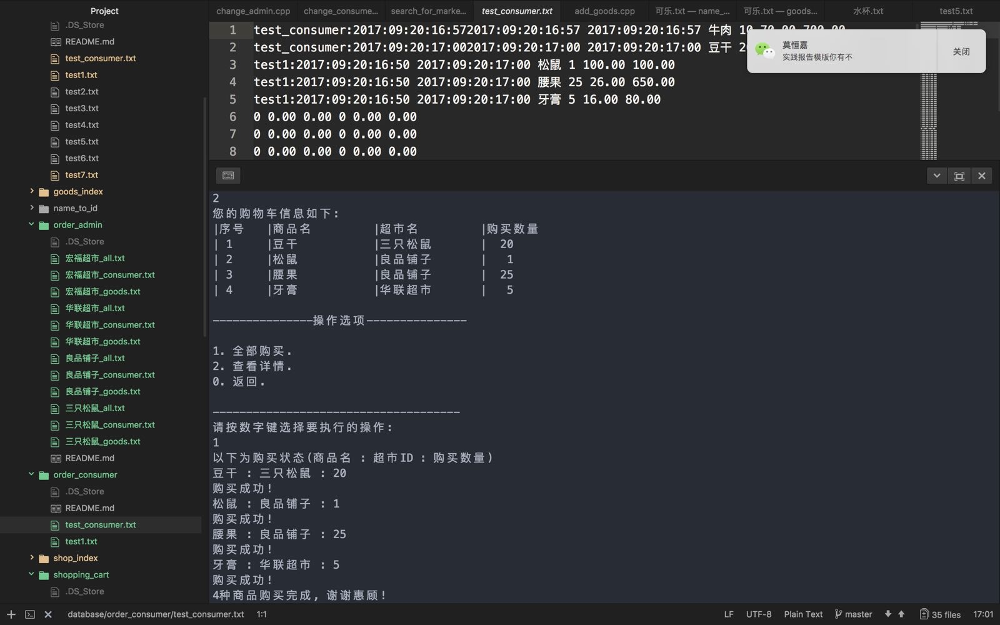 Project
.DS_Store
README.md
test_consumer.txt
test1.txt
test2.txt
test3.txt
test4.txt
test5.txt
test6.txt
test7.txt
goods_index
name_to_id
order_admin
.DS_Store
宏福超市_all.txt
宏福超市_consumer.txt
宏福超市_goods.txt
华联超市_all.txt
华联超市_consumer.txt
华联超市_goods.txt
良品铺子_all.txt
良品铺子_consumer.txt
良品铺子_goods.txt
三只松鼠_all.txt
三只松鼠_consumer.txt
三只松鼠_goods.txt
README.md
order_consumer
.DS_Store
README.md
test_consumer.txt
test1.txt
shop_index
shopping_cart
.DS_Store
change_admin.cpp change_consume... search_for_marke... test_consumer.txt add_goods.cpp 可乐.txt — name_... 可乐.txt — goods... 水杯.txt test5.txt
1 test_consumer:2017:09:20:16:572017:09:20:16:57 2017:09:20:16:57 牛肉 10 70.00 700.00
2 test_consumer:2017:09:20:17:002017:09:20:17:00 2017:09:20:17:00 豆干
3 test1:2017:09:20:16:50 2017:09:20:17:00 松鼠 1 100.00 100.00
4 test1:2017:09:20:16:50 2017:09:20:17:00 腰果 25 26.00 650.00
5 test1:2017:09:20:16:50 2017:09:20:17:00 牙膏 5 16.00 80.00
6 0 0.00 0.00 0 0.00 0.00
7 0 0.00 0.00 0 0.00 0.00
8 0 0.00 0.00 0 0.00 0.00
莫恒嘉
实践报告模版你有不
关闭
2
您的购物车信息如下:
|序号 |商品名 |超市名 |购买数量
| 1 |豆干 |三只松鼠 | 20
| 2 |松鼠 |良品铺子 | 1
| 3 |腰果 |良品铺子 | 25
| 4 |牙膏 |华联超市 | 5
---------------操作选项---------------
1. 全部购买.
2. 查看详情.
0. 返回.
-------------------------------------
请按数字键选择要执行的操作:
1
以下为购买状态(商品名 : 超市ID : 购买数量)
豆干 : 三只松鼠 : 20
购买成功!
松鼠 : 良品铺子 : 1
购买成功!
腰果 : 良品铺子 : 25
购买成功!
牙膏 : 华联超市 : 5
购买成功!
4种商品购买完成, 谢谢惠顾!
database/order_consumer/test_consumer.txt 1:1 LF UTF-8 Plain Text master 35 files 17:01